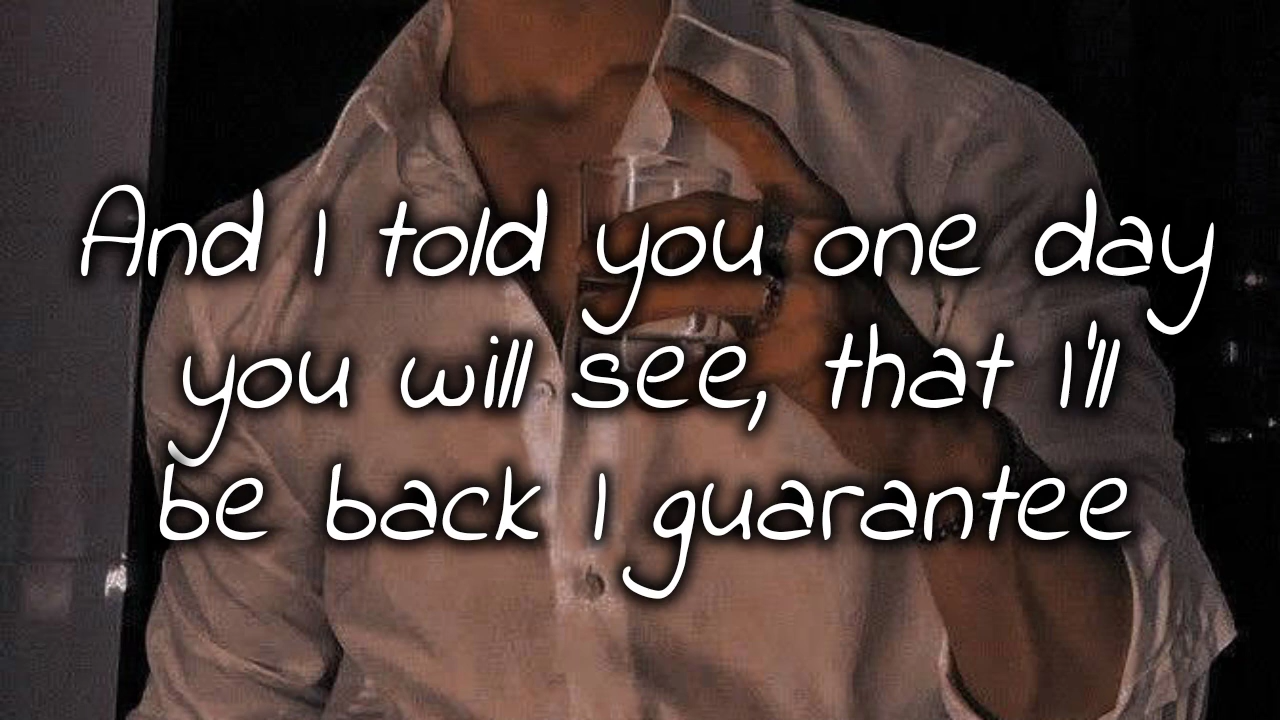 And I told you one day
you will see, that I'll
be back I guarantee